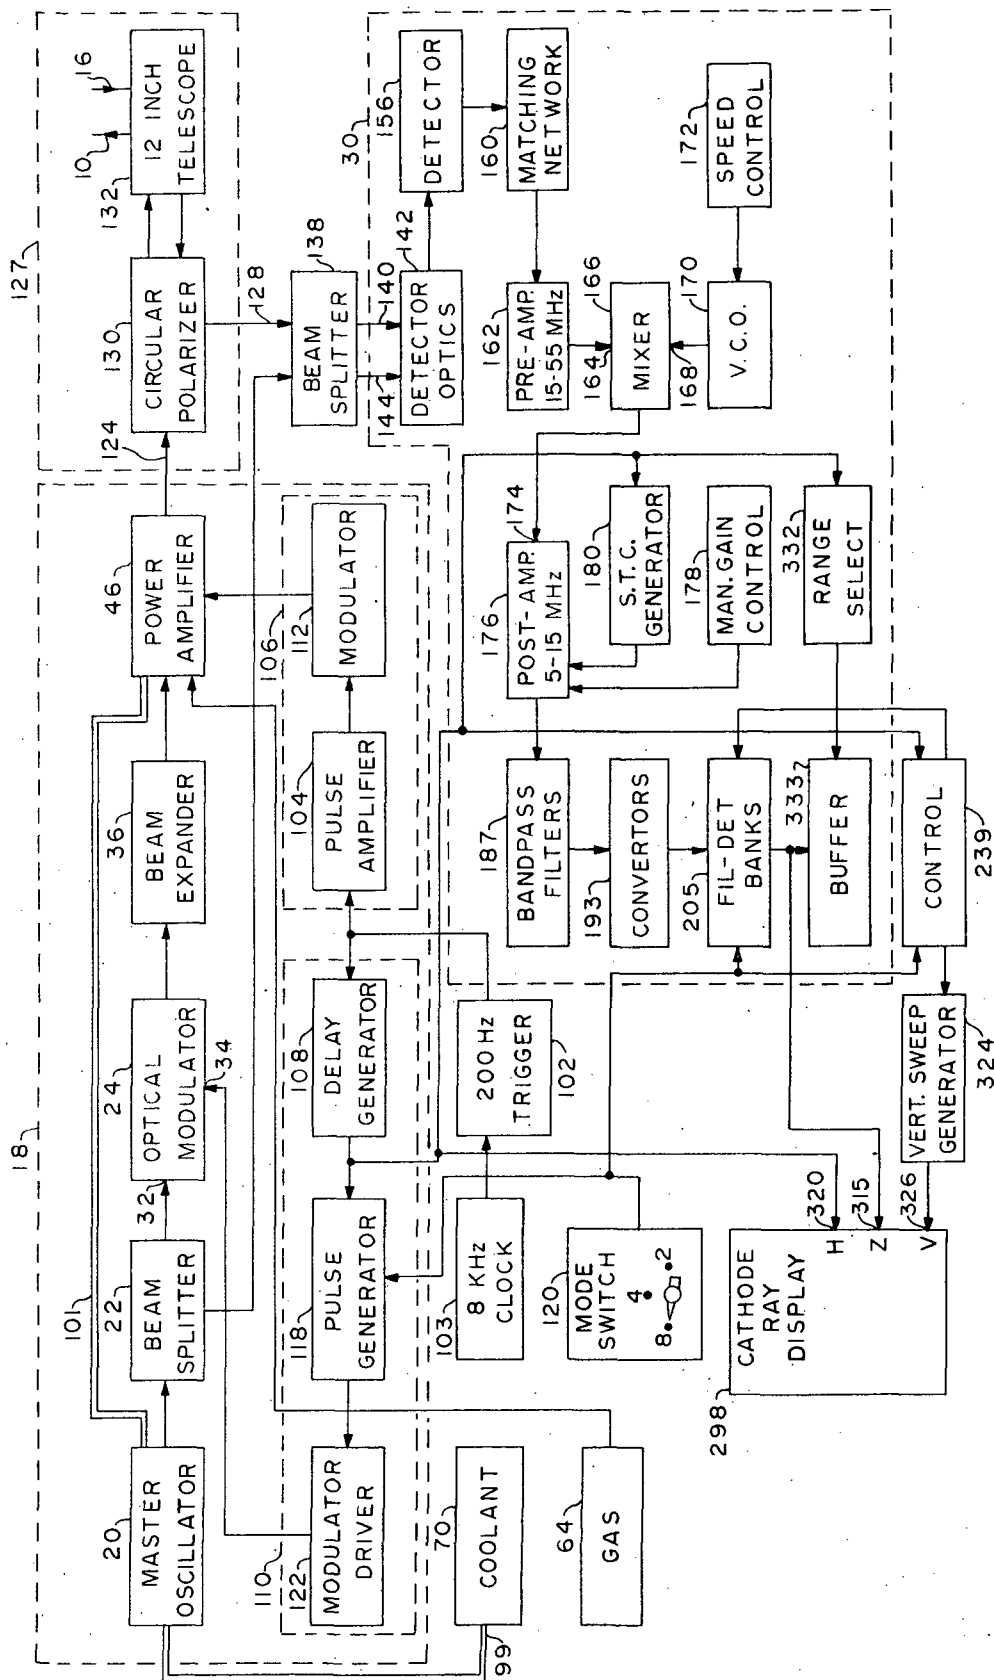 18
101
20
MASTER
OSCILLATOR
22
BEAM
SPLITTER
32
24
OPTICAL
MODULATOR
34
36
BEAM
EXPANDER
46
POWER
AMPLIFIER
124
127
130
CIRCULAR
POLARIZER
132
12 INCH
TELESCOPE
10
16
128
110
122
MODULATOR
DRIVER
118
PULSE
GENERATOR
108
DELAY
GENERATOR
104
PULSE
AMPLIFIER
106
112
MODULATOR
138
BEAM
SPLITTER
140
144
142
DETECTOR
OPTICS
30
156
DETECTOR
99
70
COOLANT
103
8 KHz
CLOCK
200 Hz
TRIGGER
102
160
MATCHING
NETWORK
162
PRE-AMP.
15-55 MHz
164
166
MIXER
168
170
V.C.O.
172
SPEED
CONTROL
64
GAS
120
MODE
SWITCH
8
4
2
174
176
POST-AMP.
5-15 MHz
180
S.T.C.
GENERATOR
178
MAN. GAIN
CONTROL
332
RANGE
SELECT
187
BANDPASS
FILTERS
193
CONVERTORS
205
FIL-DET
BANKS
333
BUFFER
CONTROL
239
VERT. SWEEP
GENERATOR
324
298
CATHODE
RAY
DISPLAY
H
320
Z
315
V
326